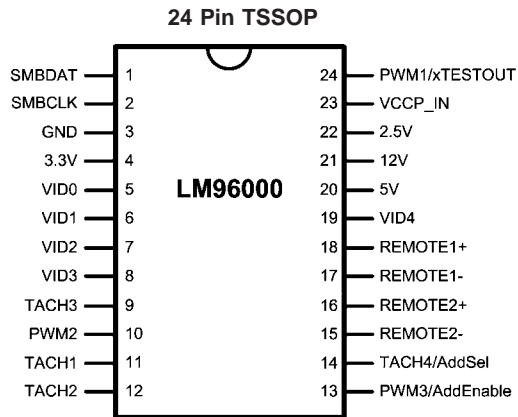 24 Pin TSSOP
SMBDAT 1 24 PWM1/xTESTOUT
SMBCLK 2 23 VCCP_IN
GND 3 22 2.5V
3.3V 4 21 12V
VID0 5 LM96000 20 5V
VID1 6 19 VID4
VID2 7 18 REMOTE1+
VID3 8 17 REMOTE1-
TACH3 9 16 REMOTE2+
PWM2 10 15 REMOTE2-
TACH1 11 14 TACH4/AddSel
TACH2 12 13 PWM3/AddEnable